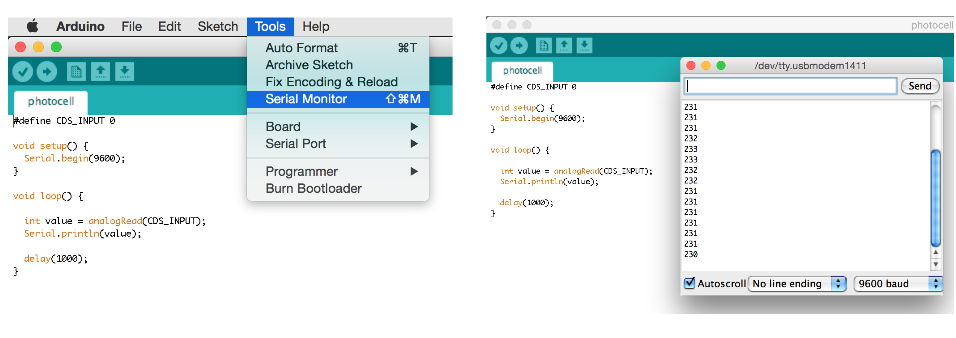 Arduino File Edit Sketch Tools Help
Auto Format ⌘T
Archive Sketch
Fix Encoding & Reload
Serial Monitor ⇧⌘M
Board
Serial Port
Programmer
Burn Bootloader
photocell
#define CDS_INPUT 0
void setup() {
Serial.begin(9600);
}
void loop() {
int value = analogRead(CDS_INPUT);
Serial.println(value);
delay(1000);
}
photocell
photocell
#define CDS_INPUT 0
void setup() {
Serial.begin(9600);
}
void loop() {
int value = analogRead(CDS_INPUT);
Serial.println(value);
delay(1000);
}
/dev/tty.usbmodem1411
Send
231
231
231
232
233
233
232
232
231
231
231
231
231
231
230
Autoscroll No line ending 9600 baud